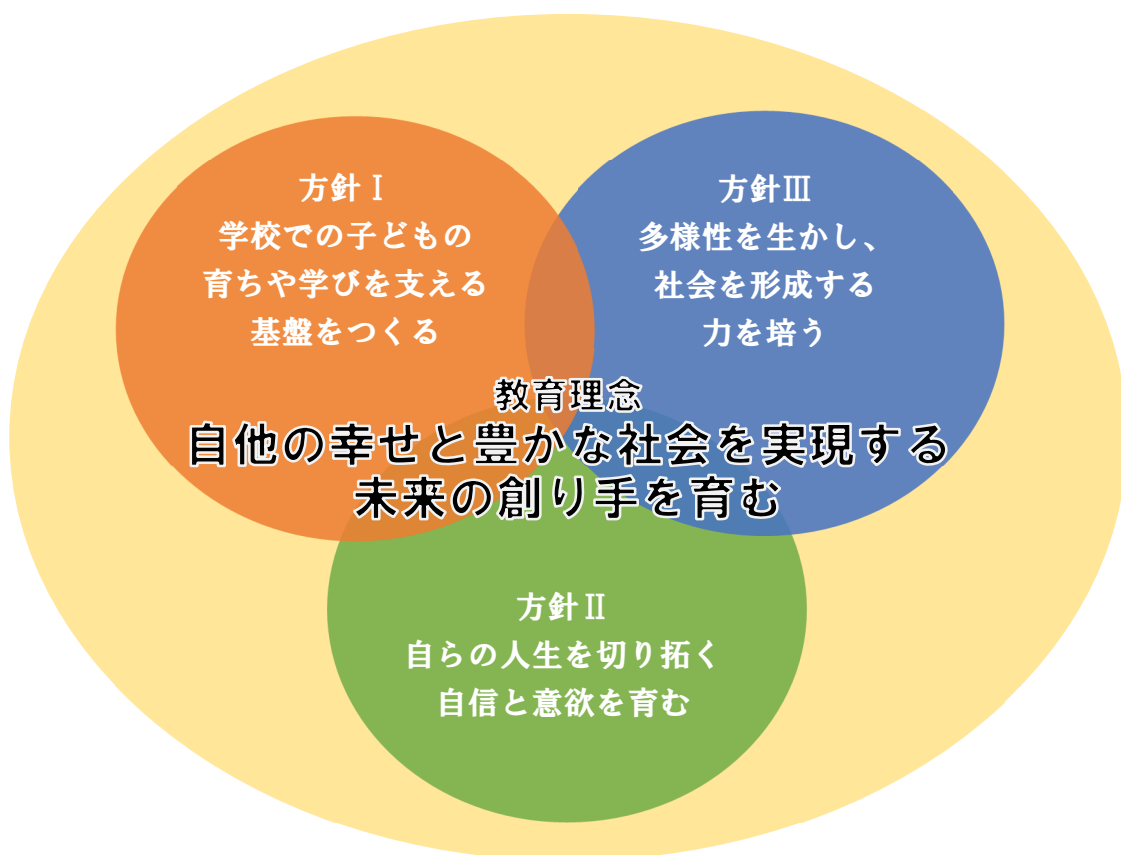 方針Ⅰ
学校での子どもの
育ちや学びを支える
基盤をつくる
方針Ⅲ
多様性を生かし、
社会を形成する
力を培う
教育理念
自他の幸せと豊かな社会を実現する
未来の創り手を育む
方針Ⅱ
自らの人生を切り拓く
自信と意欲を育む